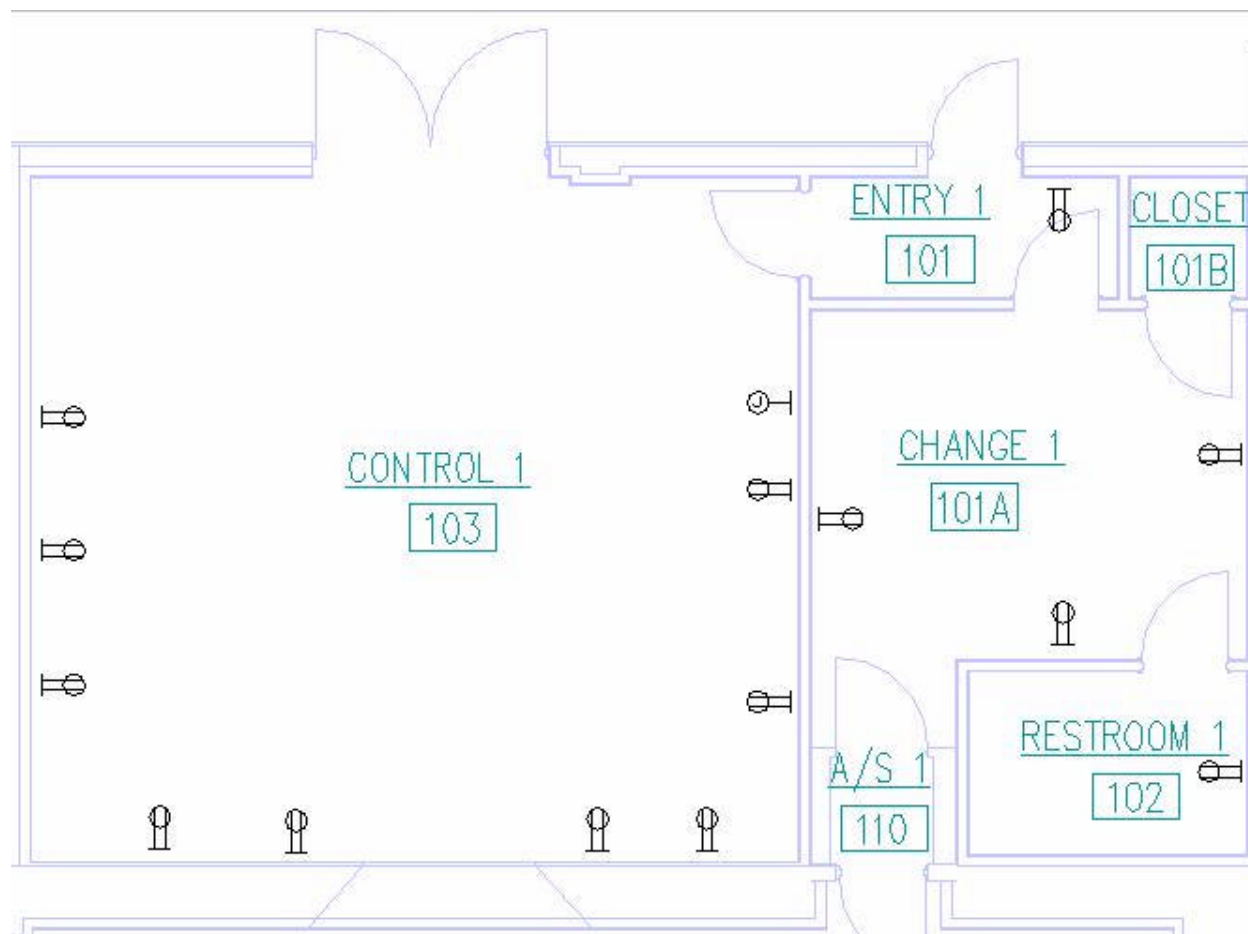 ENTRY 1
101
CLOSET
101B
CONTROL 1
103
CHANGE 1
101A
RESTROOM 1
102
A/S 1
110
J